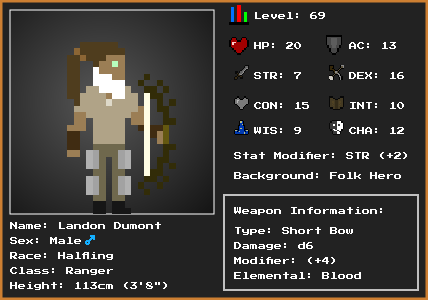 Level: 69
HP: 20 AC: 13
STR: 7 DEX: 16
CON: 15 INT: 10
WIS: 9 CHA: 12
Stat Modifier: STR (+2)
Background: Folk Hero
Name: Landon Dumont
Sex: Male ♂
Race: Halfling
Class: Ranger
Height: 113cm (3'8")
Weapon Information:
Type: Short Bow
Damage: d6
Modifier: (+4)
Elemental: Blood